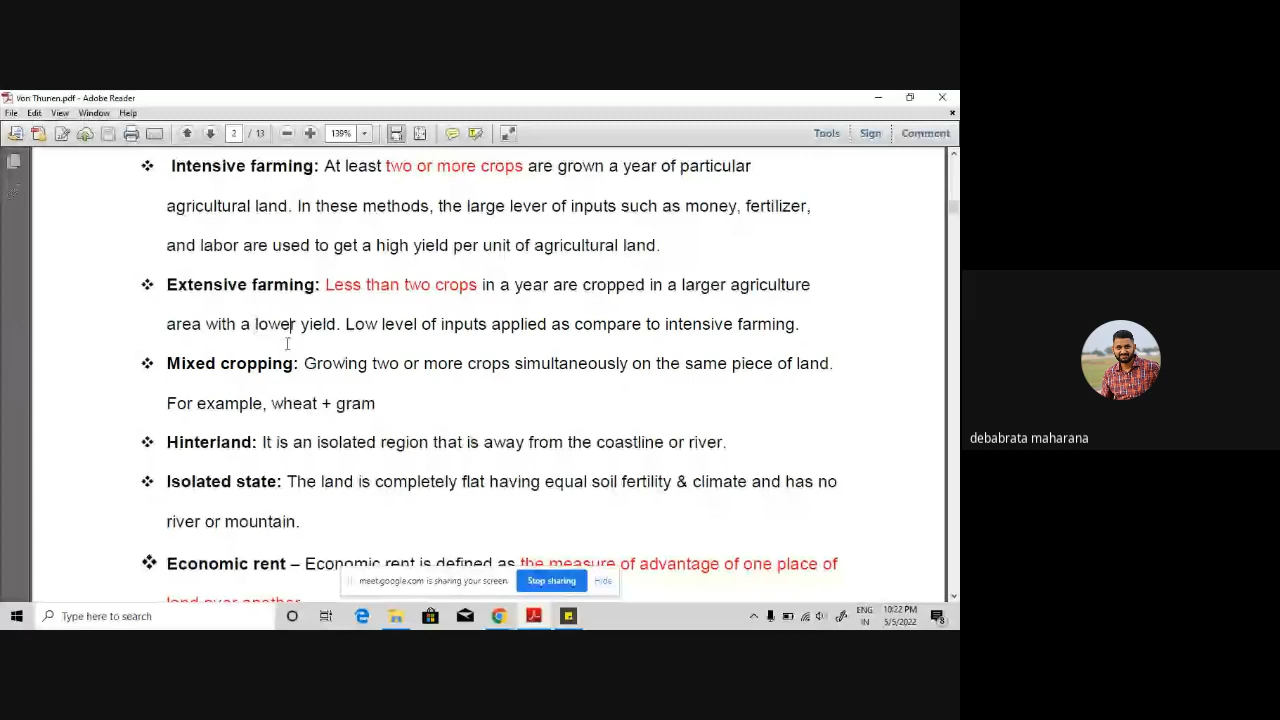 Von Thunen.pdf - Adobe Reader
File Edit View Window Help
2 / 13 139% Tools Sign Comment
❖ Intensive farming: At least two or more crops are grown a year of particular
agricultural land. In these methods, the large lever of inputs such as money, fertilizer,
and labor are used to get a high yield per unit of agricultural land.
❖ Extensive farming: Less than two crops in a year are cropped in a larger agriculture
area with a lower yield. Low level of inputs applied as compare to intensive farming.
❖ Mixed cropping: Growing two or more crops simultaneously on the same piece of land.
For example, wheat + gram
❖ Hinterland: It is an isolated region that is away from the coastline or river.
❖ Isolated state: The land is completely flat having equal soil fertility & climate and has no
river or mountain.
❖ Economic rent – Economic rent is defined as the measure of advantage of one place of
land over another
meet.google.com is sharing your screen. Stop sharing Hide
Type here to search
ENG 10:22 PM
IN 5/5/2022 8
debabrata maharana